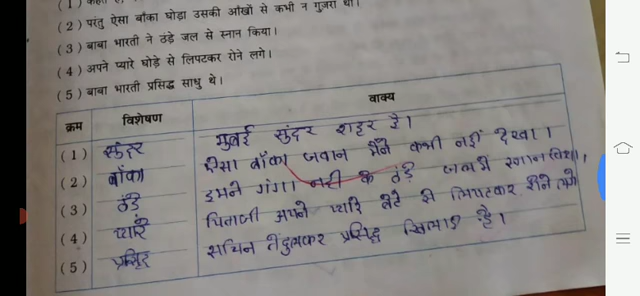 (2) परंतु ऐसा बाँका घोड़ा उसकी आँखों से कभी न गुज़रा था।
(3) बाबा भारती ने ठंडे जल से स्नान किया।
(4) अपने प्यारे घोड़े से लिपटकर रोने लगे।
(5) बाबा भारती प्रसिद्ध साधु थे।
क्रम विशेषण वाक्य
(1) सुंदर मुंबई सुंदर शहर है।
(2) बाँका ऐसा बाँका जवान मैंने कभी नहीं देखा।
(3) ठंडे हमने गंगा नदी के ठंडे जल से स्नान किया।
(4) प्यारे पिताजी अपने प्यारे बेटे से लिपटकर रोने लगे
(5) प्रसिद्ध सचिन तेंदुलकर प्रसिद्ध खिलाडी है।